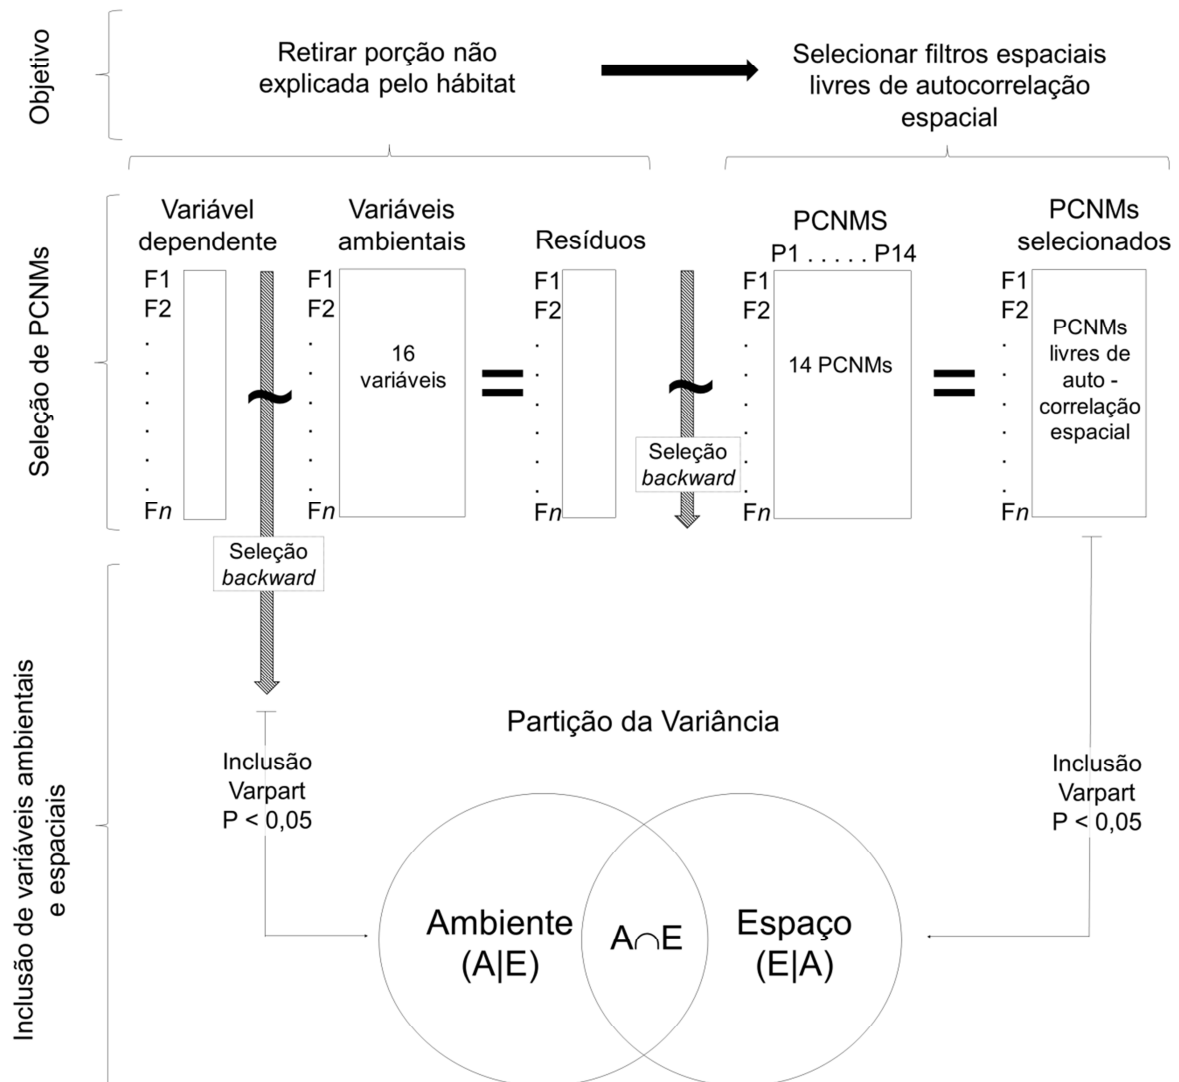 Objetivo
Retirar porção não
explicada pelo hábitat
Selecionar filtros espaciais
livres de autocorrelação
espacial
Seleção de PCNMs
Variável
dependente
F1
F2
.
.
.
.
.
.
Fn
~
Seleção
backward
Variáveis
ambientais
F1
F2
.
.
.
.
.
.
Fn
16
variáveis
=
Resíduos
F1
F2
.
.
.
.
.
.
Fn
~
Seleção
backward
PCNMS
P1 . . . . . P14
F1
F2
.
.
.
.
.
.
Fn
14 PCNMs
=
PCNMs
selecionados
F1
F2
.
.
.
.
.
.
Fn
PCNMs
livres de
auto -
correlação
espacial
Inclusão de variáveis ambientais
e espaciais
Partição da Variância
Inclusão
Varpart
P < 0,05
Inclusão
Varpart
P < 0,05
Ambiente
(A|E)
A∩E
Espaço
(E|A)